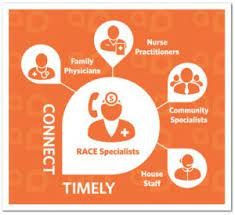 Nurse
Practitioners
Family
Physicians
Community
Specialists
RACE Specialists
House
Staff
CONNECT
TIMELY